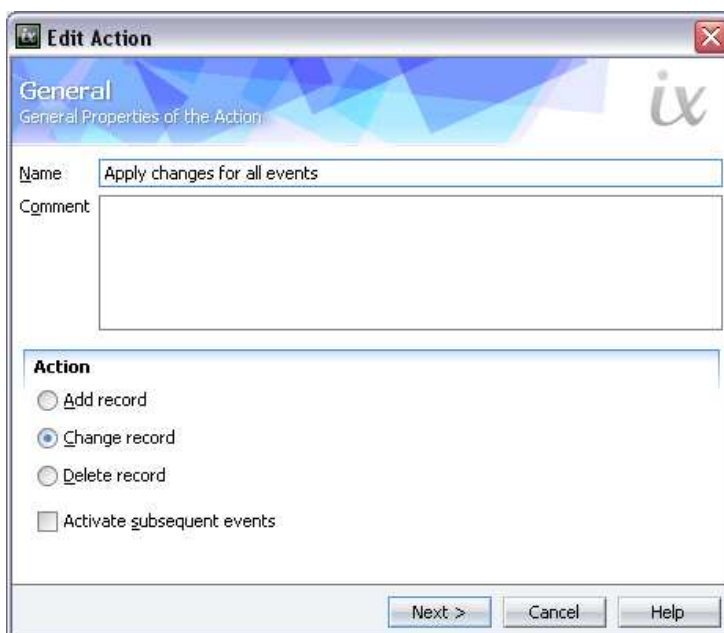 ix Edit Action
General
ix
General Properties of the Action
Name Apply changes for all events
Comment
Action
Add record
Change record
Delete record
Activate subsequent events
Next > Cancel Help